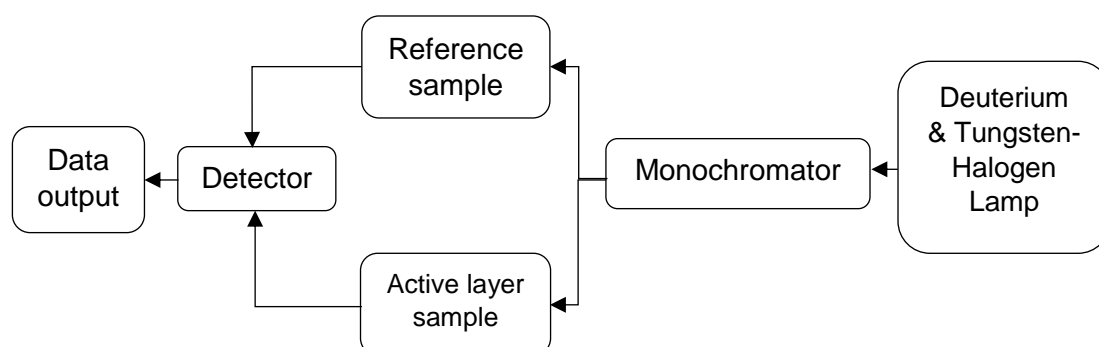 Reference
sample
Deuterium
& Tungsten-
Halogen
Lamp
Data
output
Detector
Monochromator
Active layer
sample